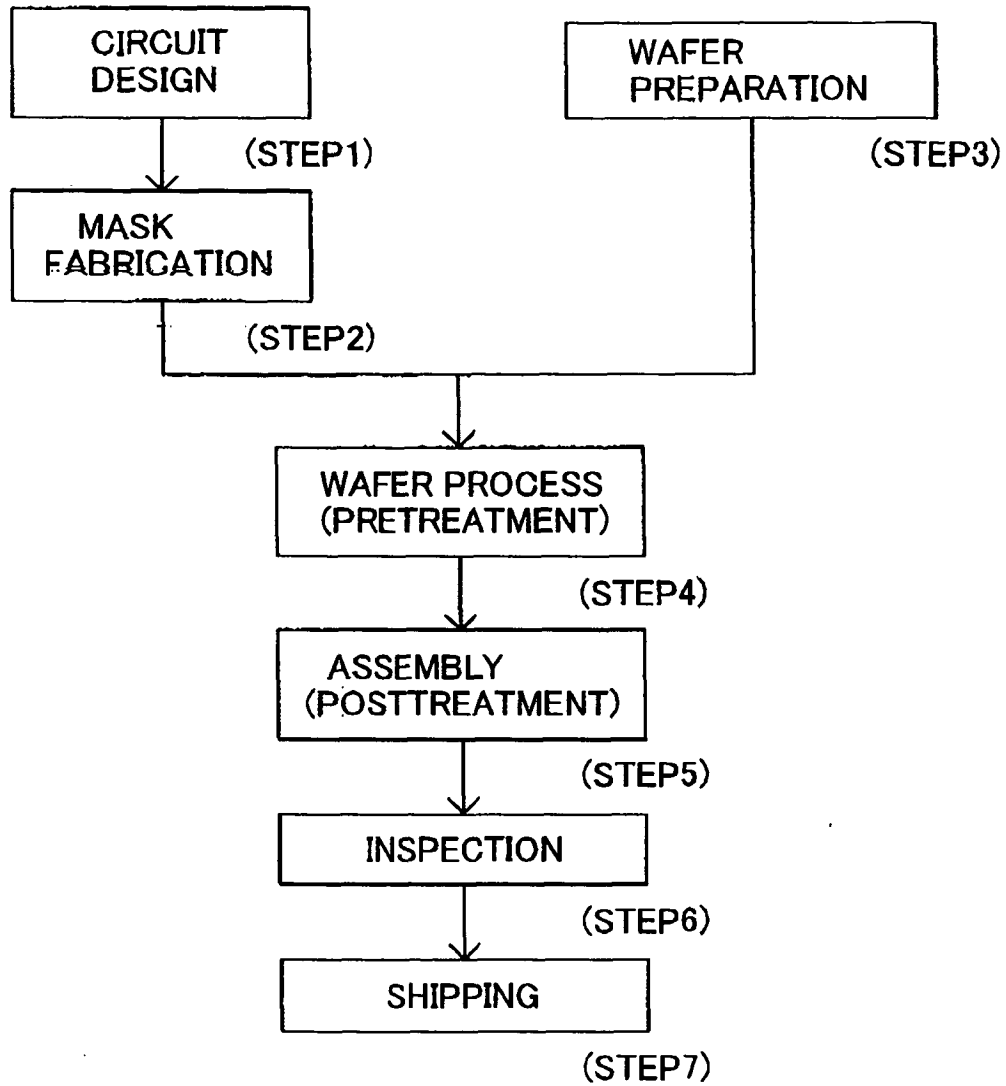 CIRCUIT
DESIGN
(STEP1)
MASK
FABRICATION
(STEP2)
WAFER
PREPARATION
(STEP3)
WAFER PROCESS
(PRETREATMENT)
(STEP4)
ASSEMBLY
(POSTTREATMENT)
(STEP5)
INSPECTION
(STEP6)
SHIPPING
(STEP7)